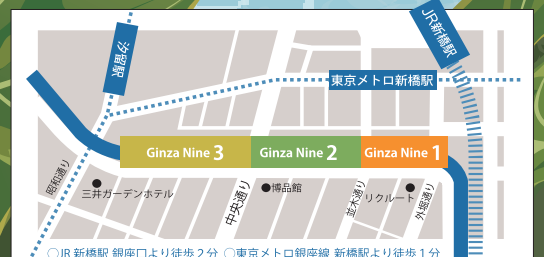 JR新橋駅
汐留駅
東京メトロ新橋駅
Ginza Nine 3
Ginza Nine 2
Ginza Nine 1
昭和通り
三井ガーデンホテル
中央通り
博品館
並木通り
リクルート
外堀通り
○JR 新橋駅 銀座口より徒歩2分 ○東京メトロ銀座線 新橋駅より徒歩1分